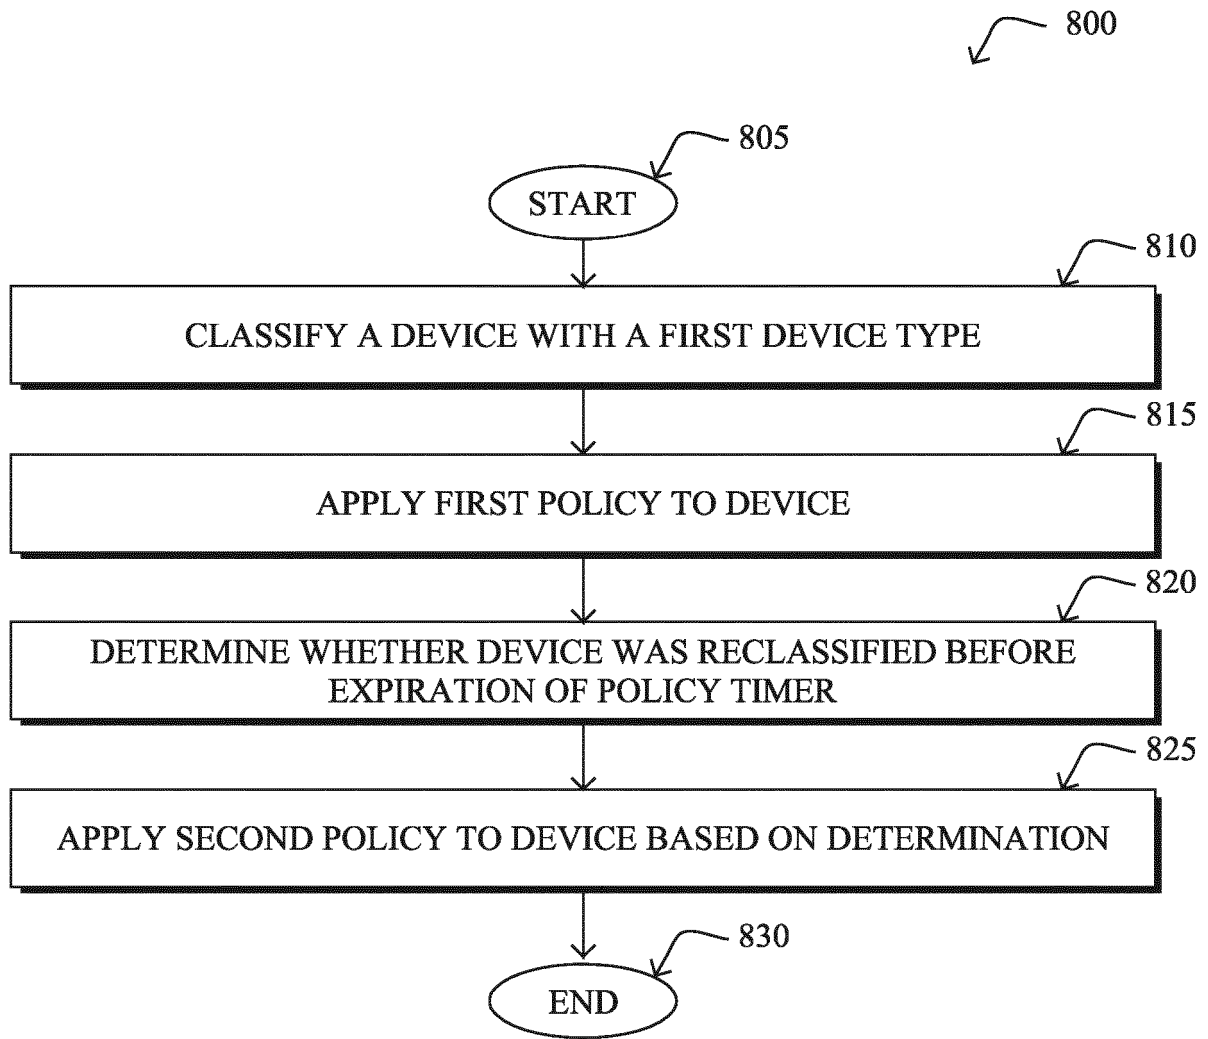 800
805
START
810
CLASSIFY A DEVICE WITH A FIRST DEVICE TYPE
815
APPLY FIRST POLICY TO DEVICE
820
DETERMINE WHETHER DEVICE WAS RECLASSIFIED BEFORE
EXPIRATION OF POLICY TIMER
825
APPLY SECOND POLICY TO DEVICE BASED ON DETERMINATION
830
END